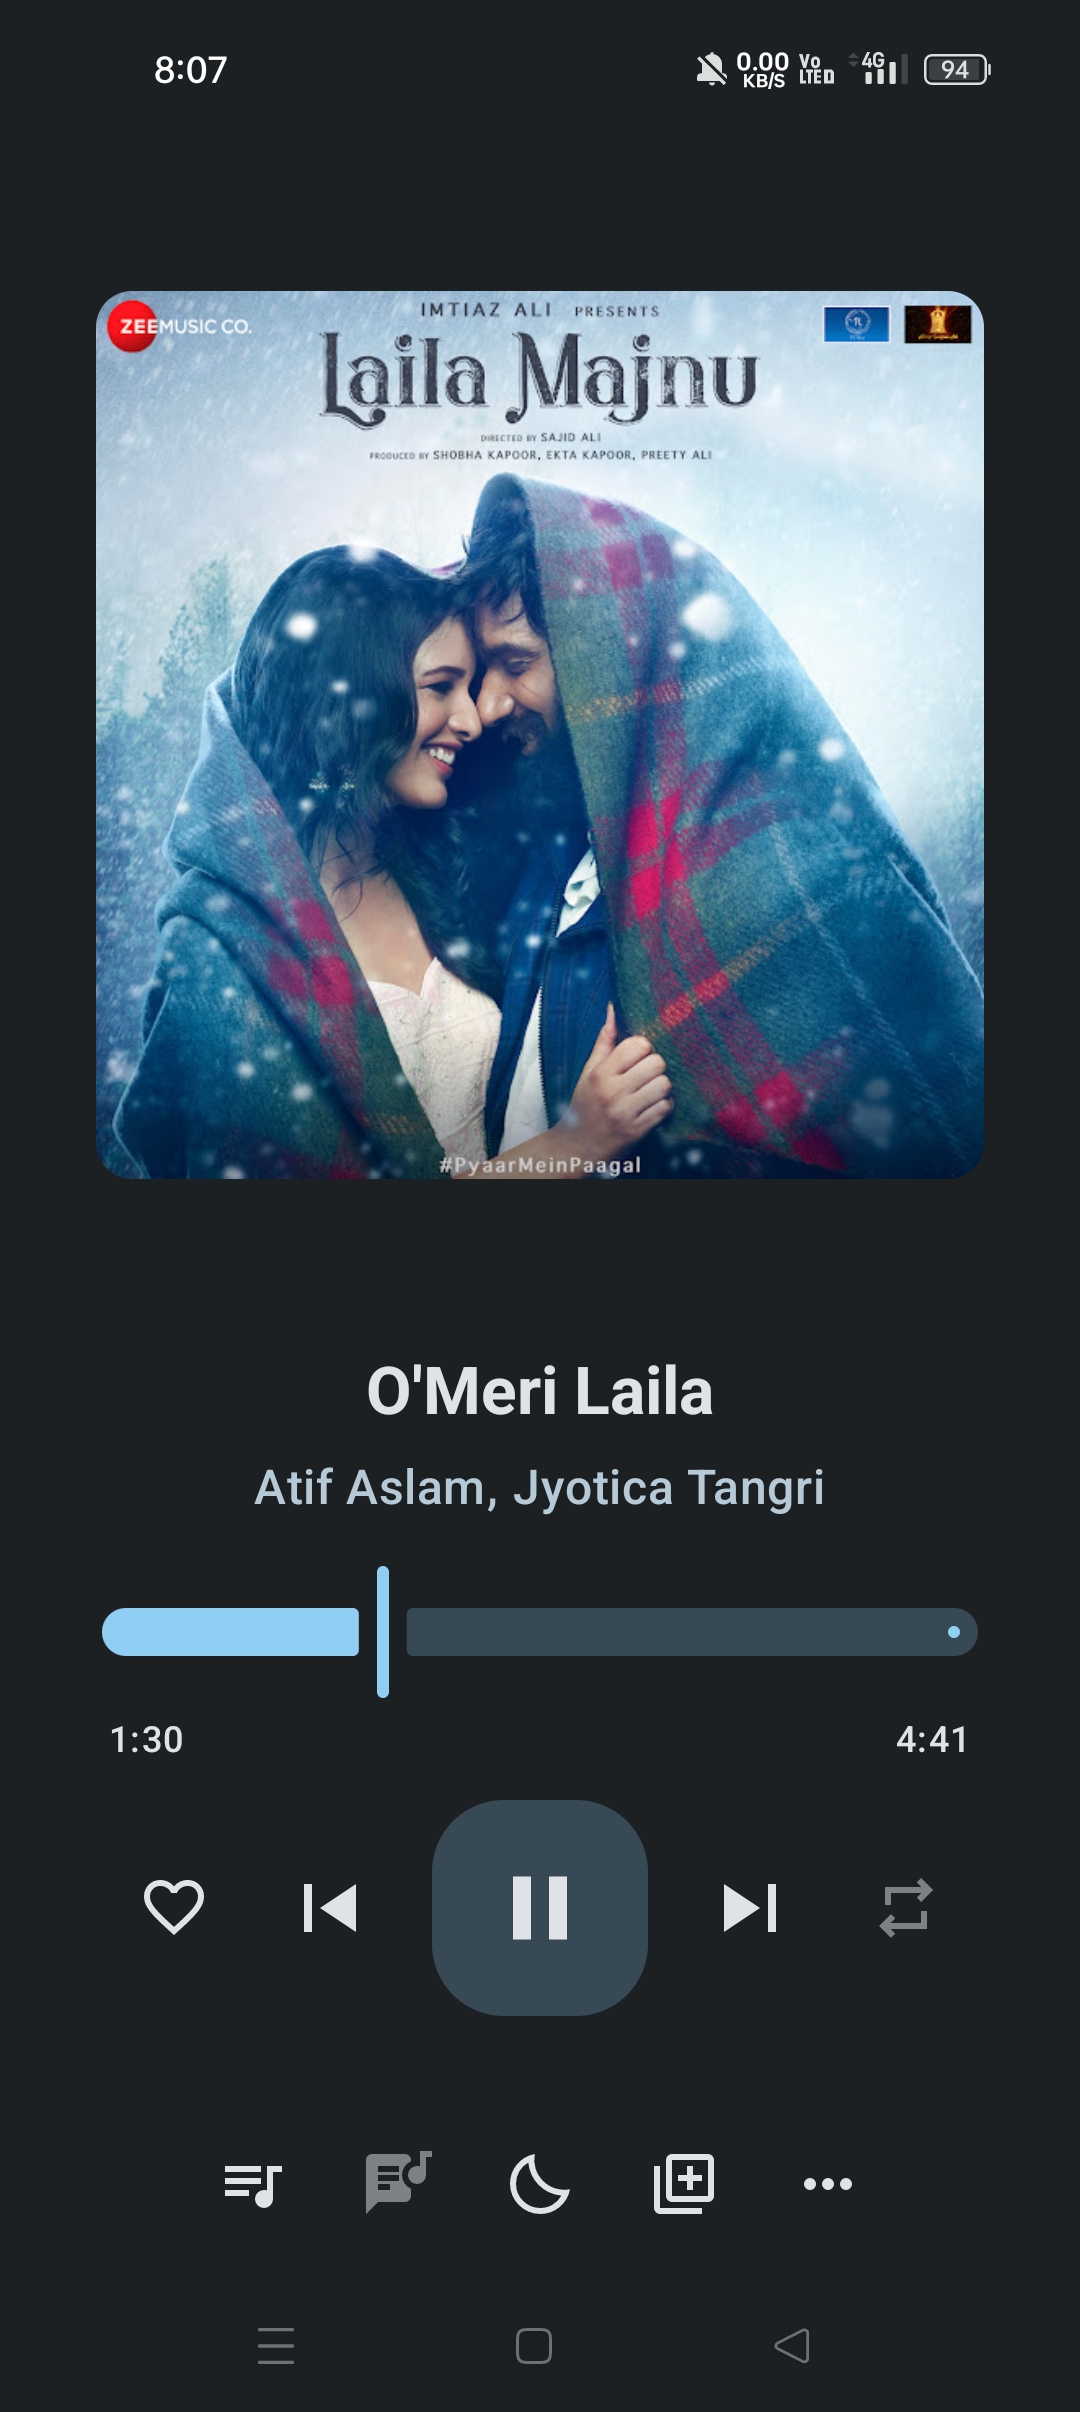 8:07
0.00
KB/S
Vo
LTED
4G
94
ZEE MUSIC CO.
IMTIAZ ALI PRESENTS
Laila Majnu
DIRECTED BY SAJID ALI
PRODUCED BY SHOBHA KAPOOR, EKTA KAPOOR, PREETY ALI
#PyaarMeinPaagal
O'Meri Laila
Atif Aslam, Jyotica Tangri
1:30
4:41